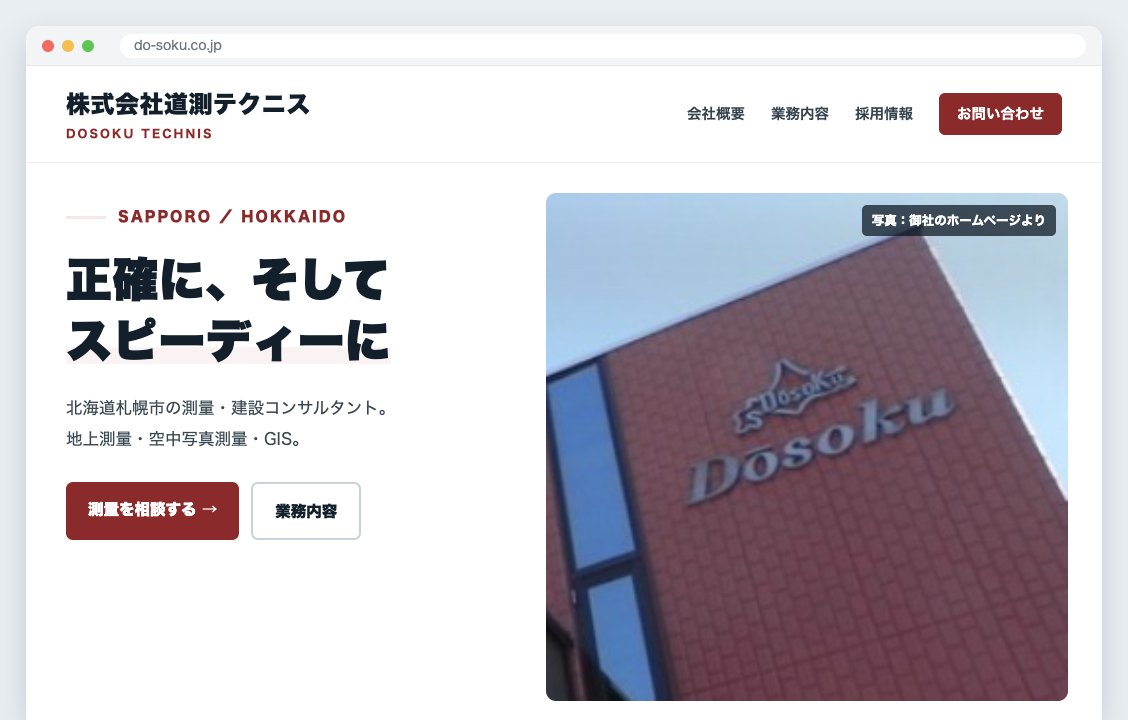 do-soku.co.jp
株式会社道測テクニス
DOSOKU TECHNIS
会社概要
業務内容
採用情報
お問い合わせ
SAPPORO / HOKKAIDO
正確に、そして
スピーディーに
北海道札幌市の測量・建設コンサルタント。
地上測量・空中写真測量・GIS。
測量を相談する →
業務内容
写真：御社のホームページより
DosoKu
Dōsoku